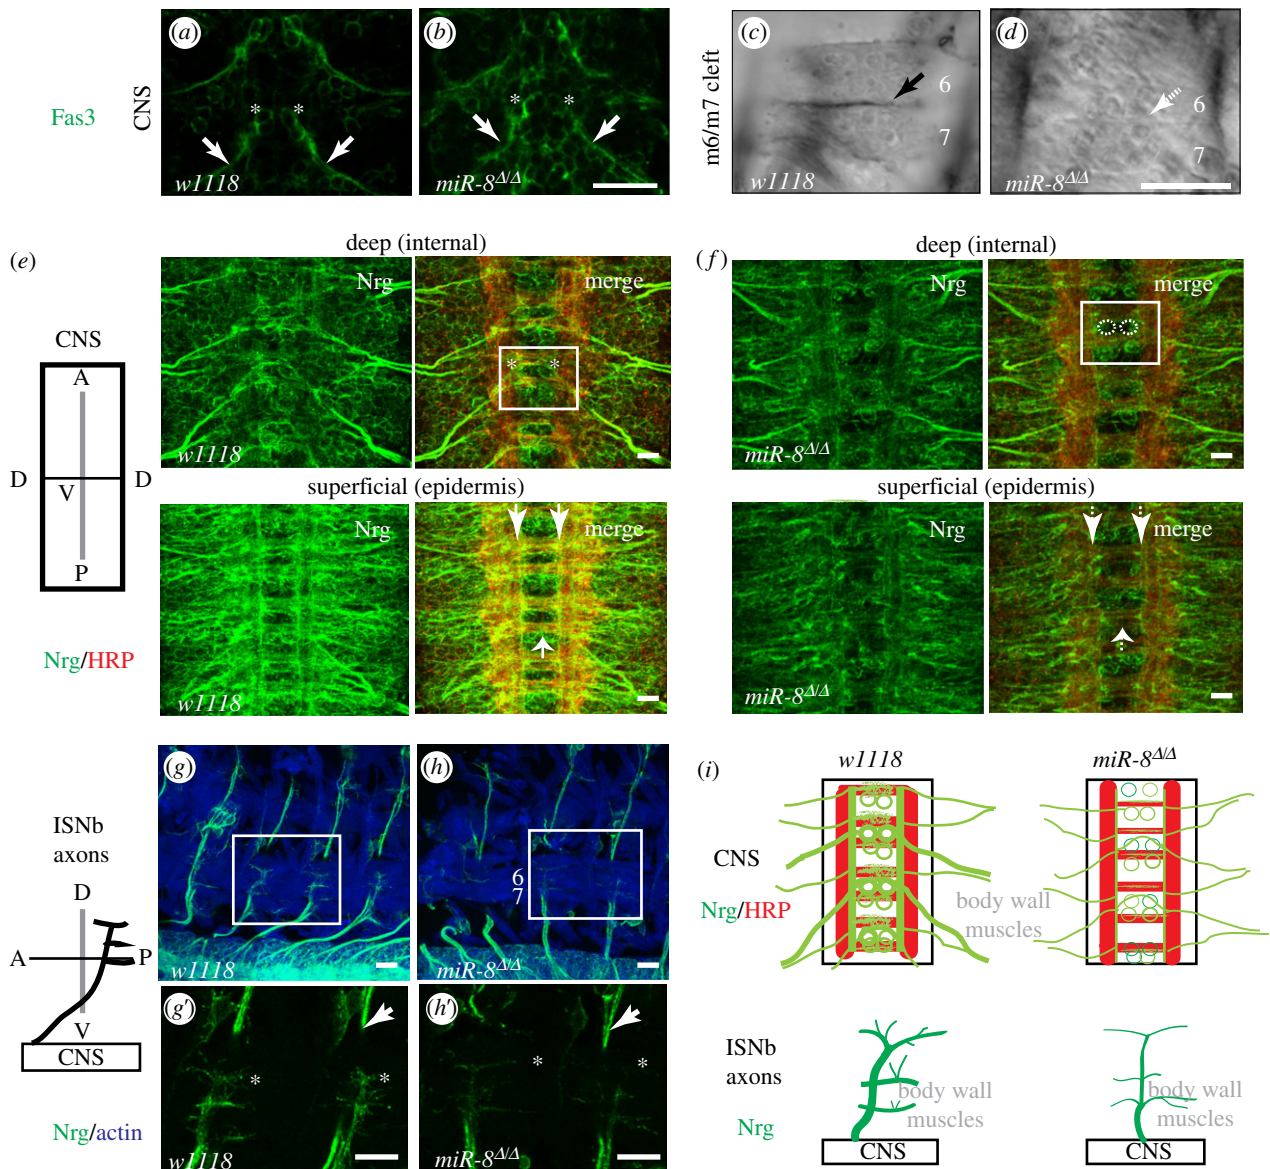 (a)
(b)
(c)
(d)
Fas3
CNS
*
*
*
*
w1118
miR-8Δ/Δ
m6/m7 cleft
6
7
w1118
6
7
miR-8Δ/Δ
(e)
deep (internal)
Nrg
merge
*
*
w1118
CNS
A
D
V
D
P
superficial (epidermis)
Nrg
merge
w1118
Nrg/HRP
(f)
deep (internal)
Nrg
merge
miR-8Δ/Δ
superficial (epidermis)
Nrg
merge
miR-8Δ/Δ
(g)
(h)
ISNb
axons
D
A
P
V
CNS
w1118
6
7
miR-8Δ/Δ
(g')
(h')
*
*
*
*
Nrg/actin
w1118
miR-8Δ/Δ
(i)
w1118
miR-8Δ/Δ
CNS
Nrg/HRP
body wall
muscles
ISNb
axons
Nrg
body wall
muscles
CNS
body wall
muscles
CNS